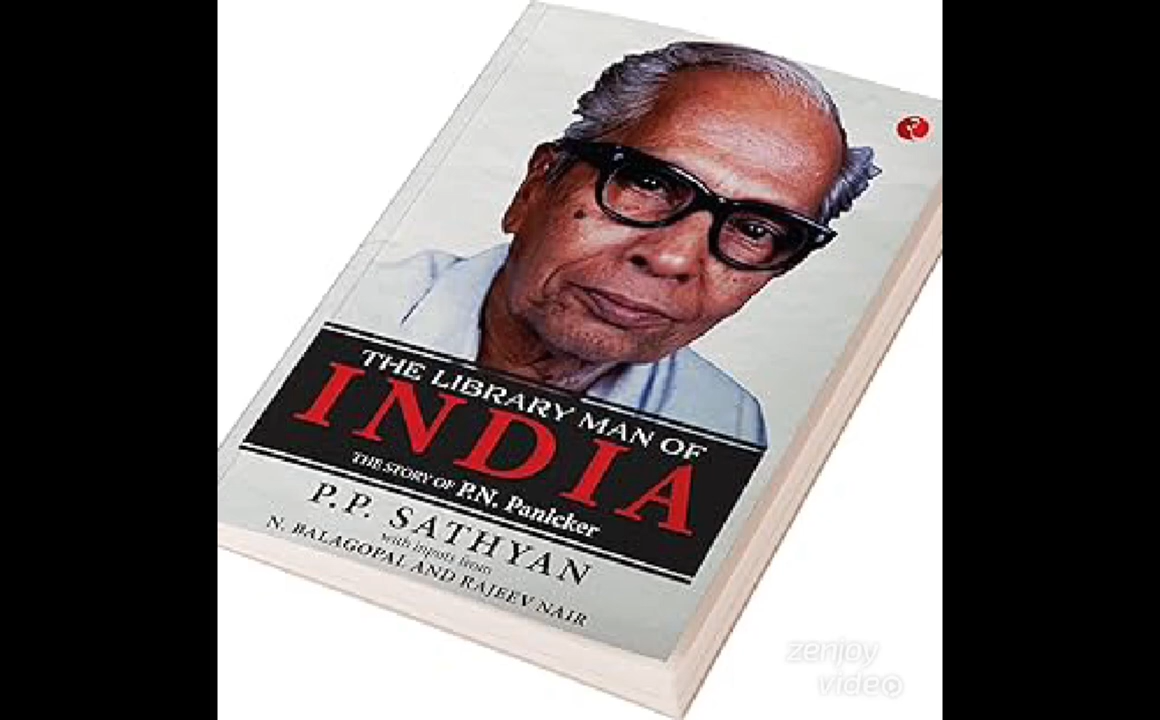 THE LIBRARY MAN OF
INDIA
THE STORY OF P.N. Panicker
P.P. SATHYAN
with inputs from
N. BALAGOPAL AND RAJEEV NAIR
zenjoy
video